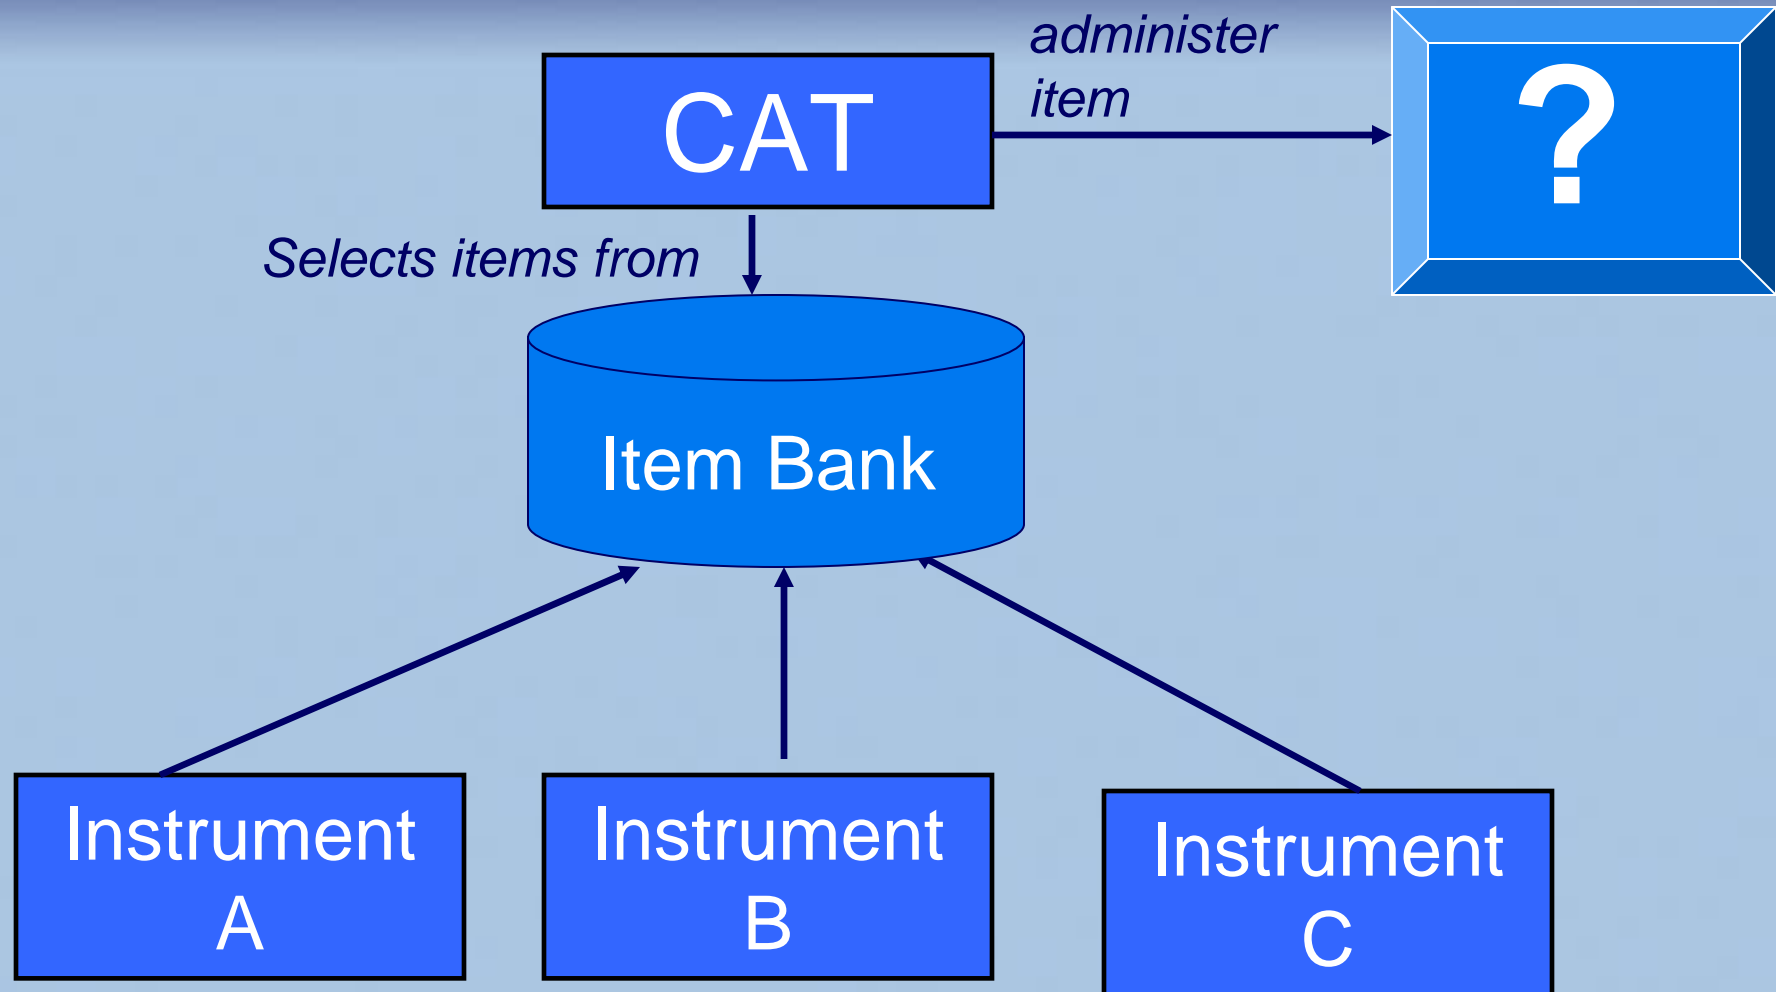 administer
item
CAT
?
Selects items from
Item Bank
Instrument
A
Instrument
B
Instrument
C